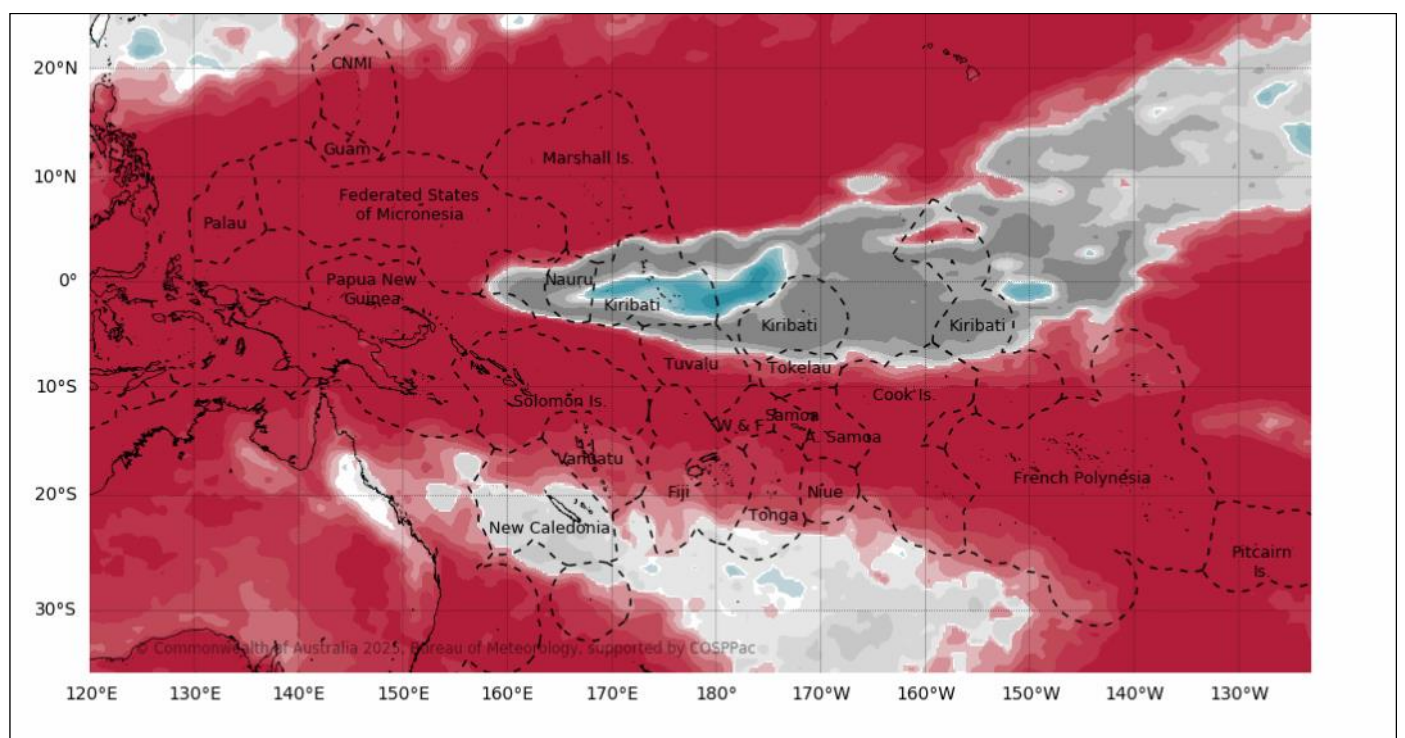 20°N
CNMI
Guam
Marshall Is.
10°N
Federated States
of Micronesia
Palau
0°
Papua New
Guinea
Nauru
Kiribati
Kiribati
Kiribati
Tuvalu
Tokelau
10°S
Solomon Is.
Cook Is.
Samoa
W & F
A. Samoa
Vanuatu
French Polynesia
20°S
Fiji
Niue
Tonga
New Caledonia
Pitcairn
Is.
30°S
© Commonwealth of Australia 2025, Bureau of Meteorology, supported by COSPPac
120°E 130°E 140°E 150°E 160°E 170°E 180° 170°W 160°W 150°W 140°W 130°W